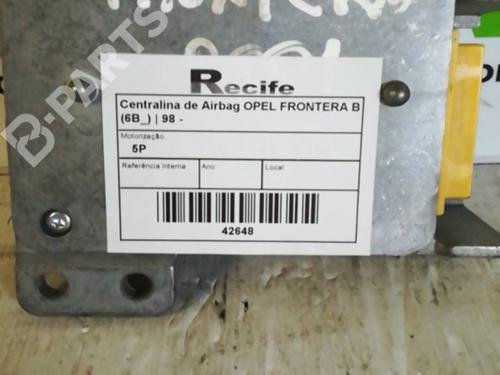 B-PARTS
Recife
Centralina de Airbag OPEL FRONTERA B
(6B_) | 98 -
Motorização
5P
Referência Interna Ano Local
42648